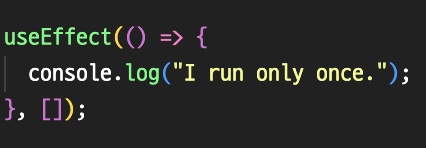 useEffect(() => {
  console.log("I run only once.");
}, []);